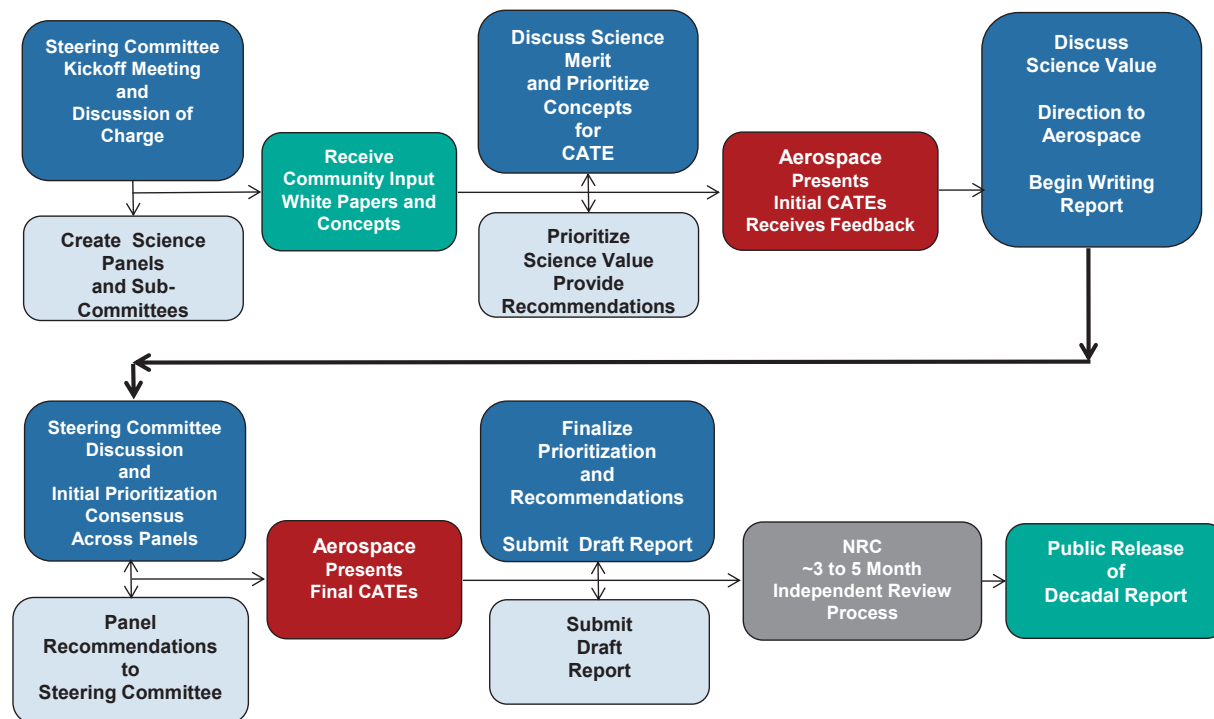 Steering Committee
Kickoff Meeting
and
Discussion of
Charge
Create Science
Panels
and Sub-
Committees
Receive
Community Input
White Papers and
Concepts
Discuss Science
Merit
and Prioritize
Concepts
for
CATE
Prioritize
Science Value
Provide
Recommendations
Aerospace
Presents
Initial CATEs
Receives Feedback
Discuss
Science Value
Direction to
Aerospace
Begin Writing
Report
Steering Committee
Discussion
and
Initial Prioritization
Consensus
Across Panels
Panel
Recommendations
to
Steering Committee
Aerospace
Presents
Final CATEs
Finalize
Prioritization
and
Recommendations
Submit Draft Report
Submit
Draft
Report
NRC
~3 to 5 Month
Independent Review
Process
Public Release
of
Decadal Report